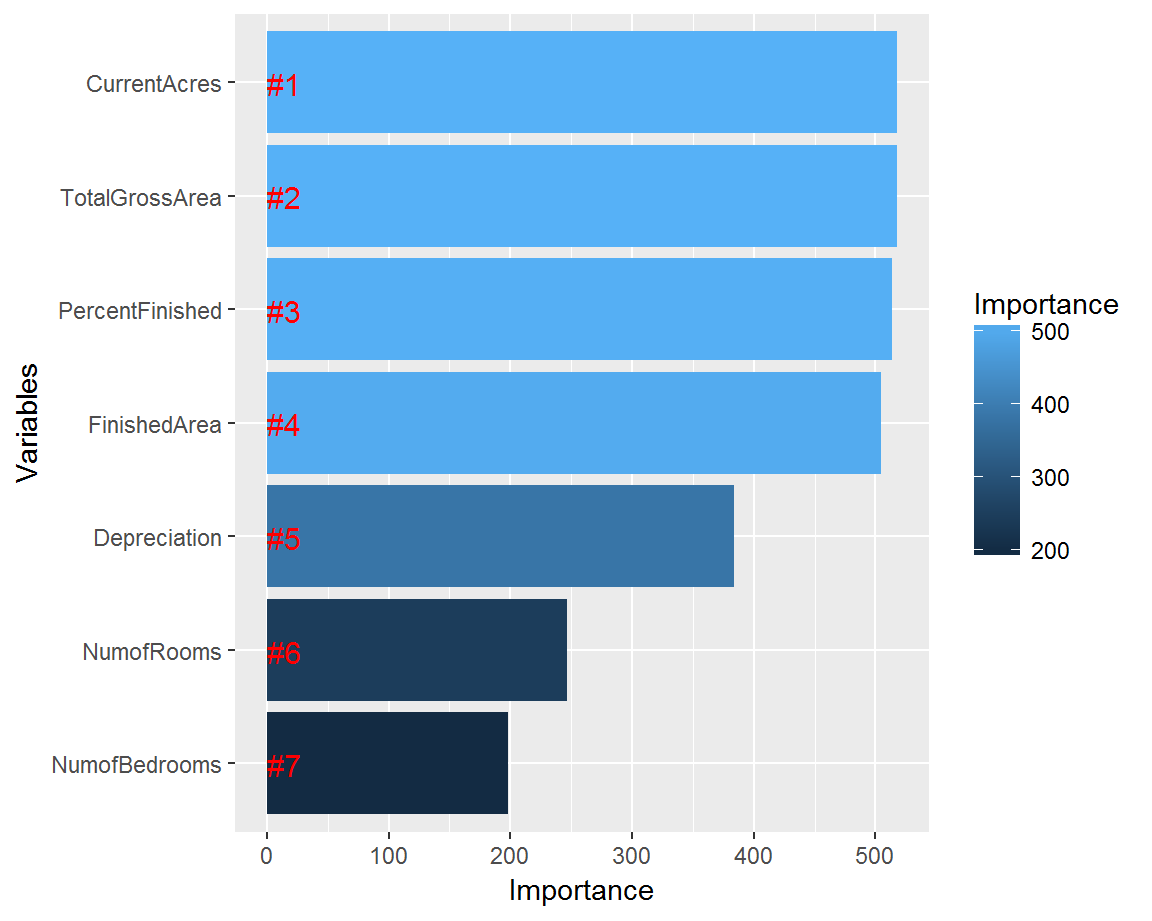 CurrentAcres
#1
TotalGrossArea
#2
PercentFinished
#3
FinishedArea
#4
Depreciation
#5
NumofRooms
#6
NumofBedrooms
#7
Variables
0 100 200 300 400 500
Importance
Importance
500
400
300
200